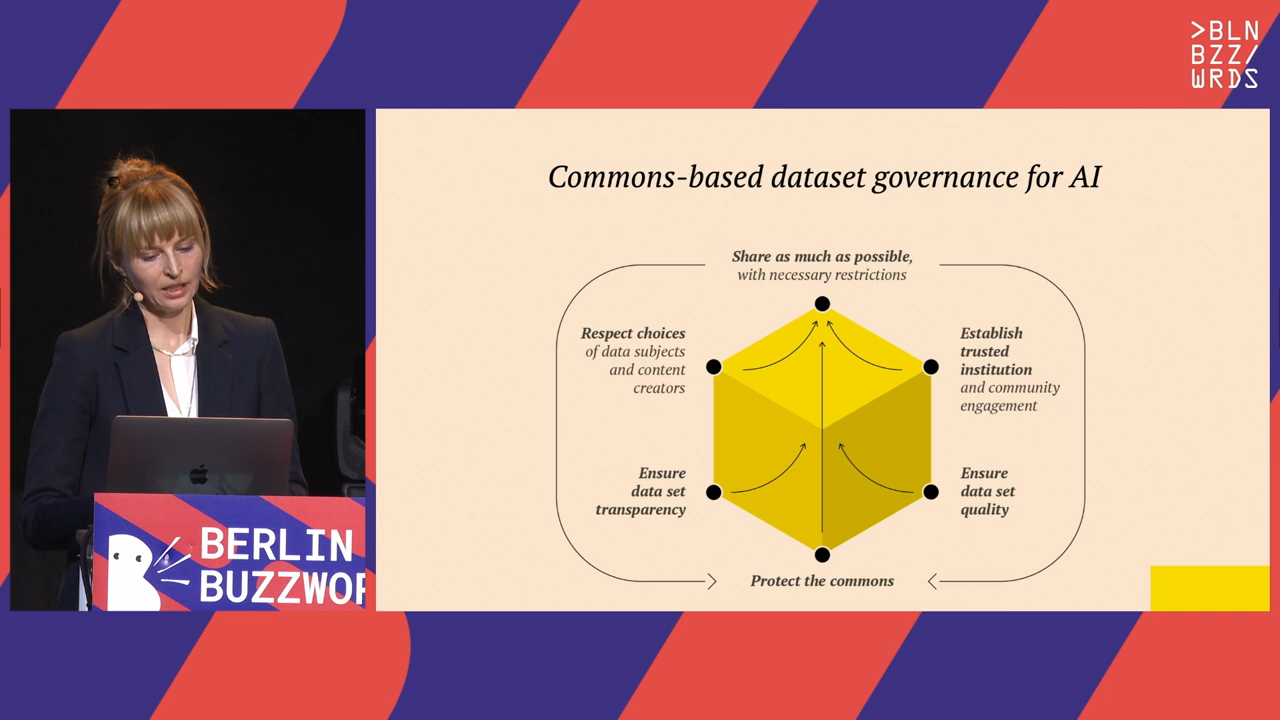 >BLN
BZZ/
WRDS
Commons-based dataset governance for AI
Share as much as possible,
with necessary restrictions
Respect choices
of data subjects
and content
creators
Establish
trusted
institution
and community
engagement
Ensure
data set
transparency
Ensure
data set
quality
Protect the commons
BERLIN
BUZZWOR